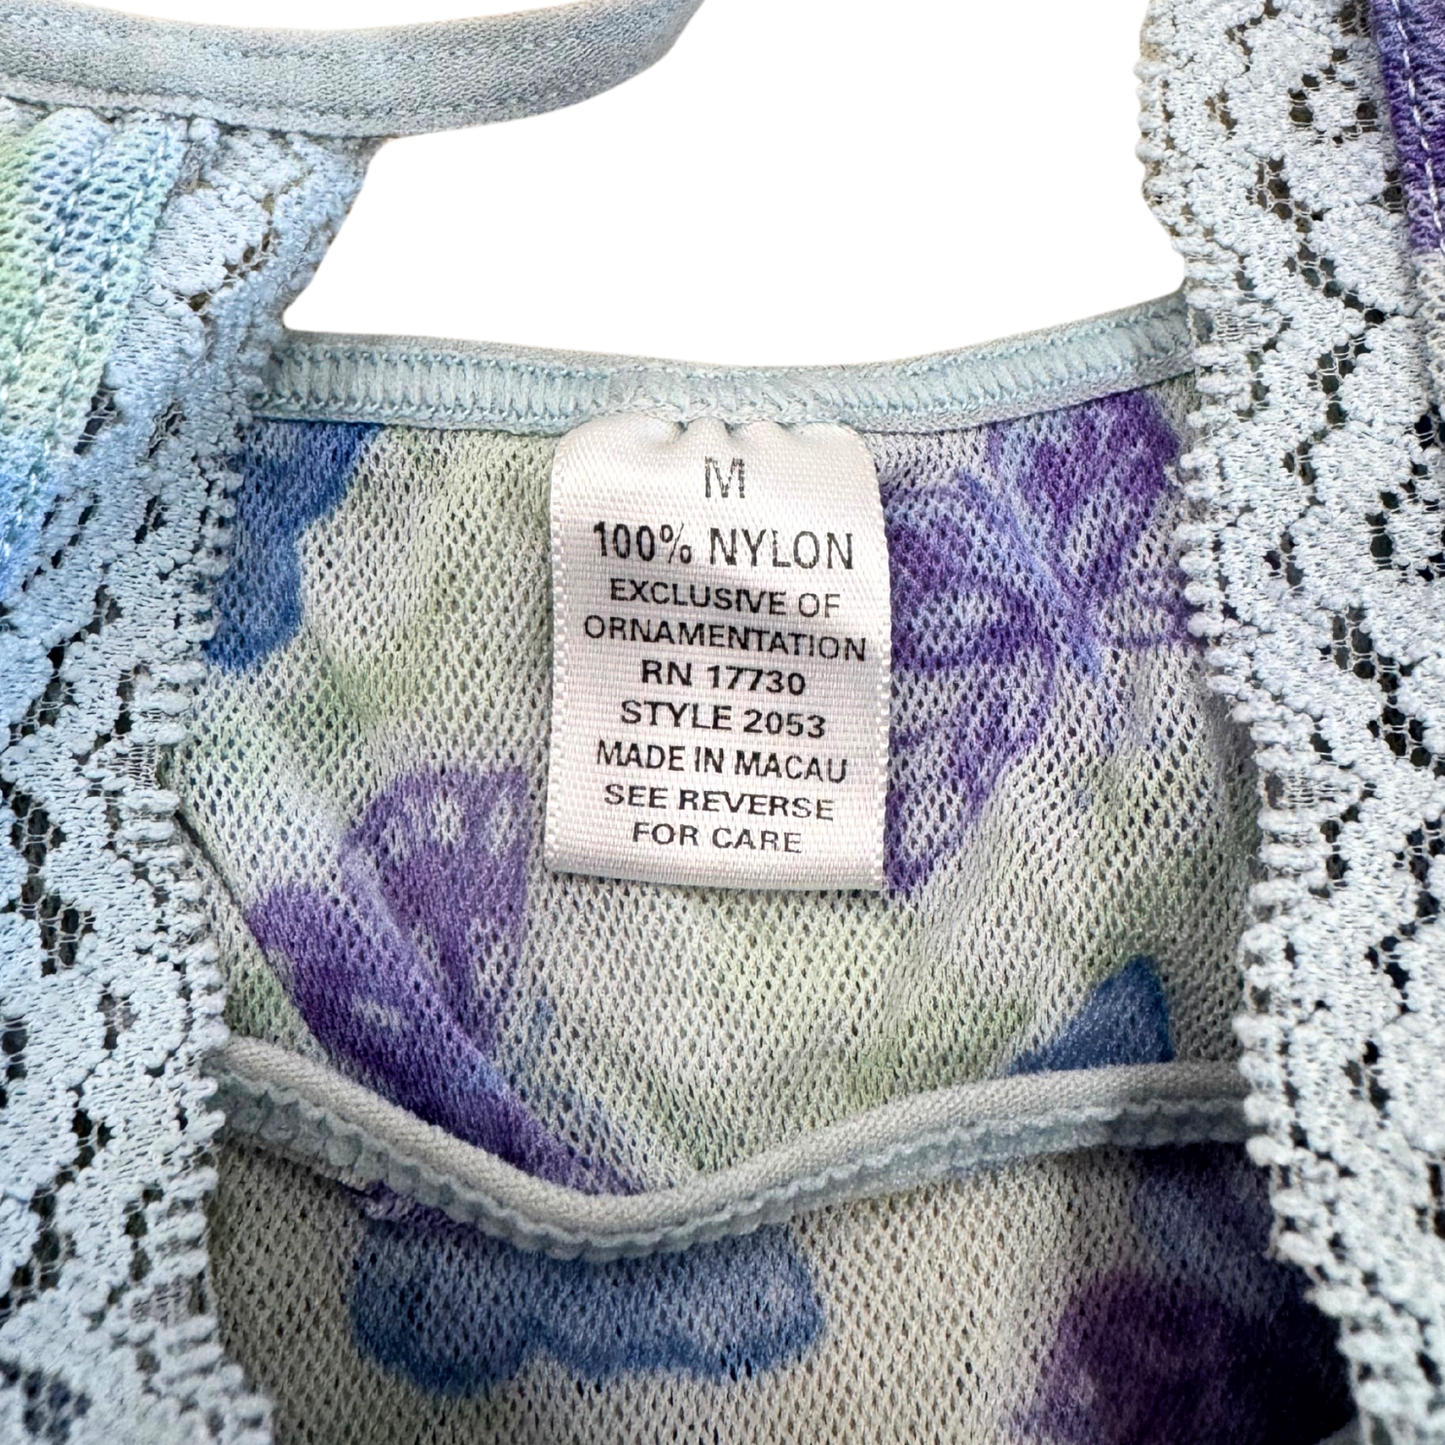 M
100% NYLON
EXCLUSIVE OF
ORNAMENTATION
RN 17730
STYLE 2053
MADE IN MACAU
SEE REVERSE
FOR CARE